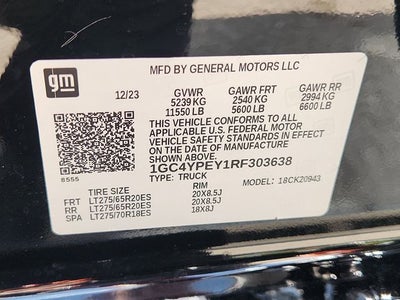 gm
MFD BY GENERAL MOTORS LLC
12/23 GVWR GAWR FRT GAWR RR
5239 KG 2540 KG 2994 KG
11550 LB 5600 LB 6600 LB
THIS VEHICLE CONFORMS TO ALL
APPLICABLE U.S. FEDERAL MOTOR
VEHICLE SAFETY STANDARDS IN EFFECT
ON THE DATE OF MANUFACTURE
SHOWN ABOVE.
1GC4YPEY1RF303638
TYPE: TRUCK MODEL: 18CK20943
6555
TIRE SIZE RIM
FRT LT275/65R20ES 20X8.5J
RR LT275/65R20ES 20X8.5J
SPA LT275/70R18ES 18X8J